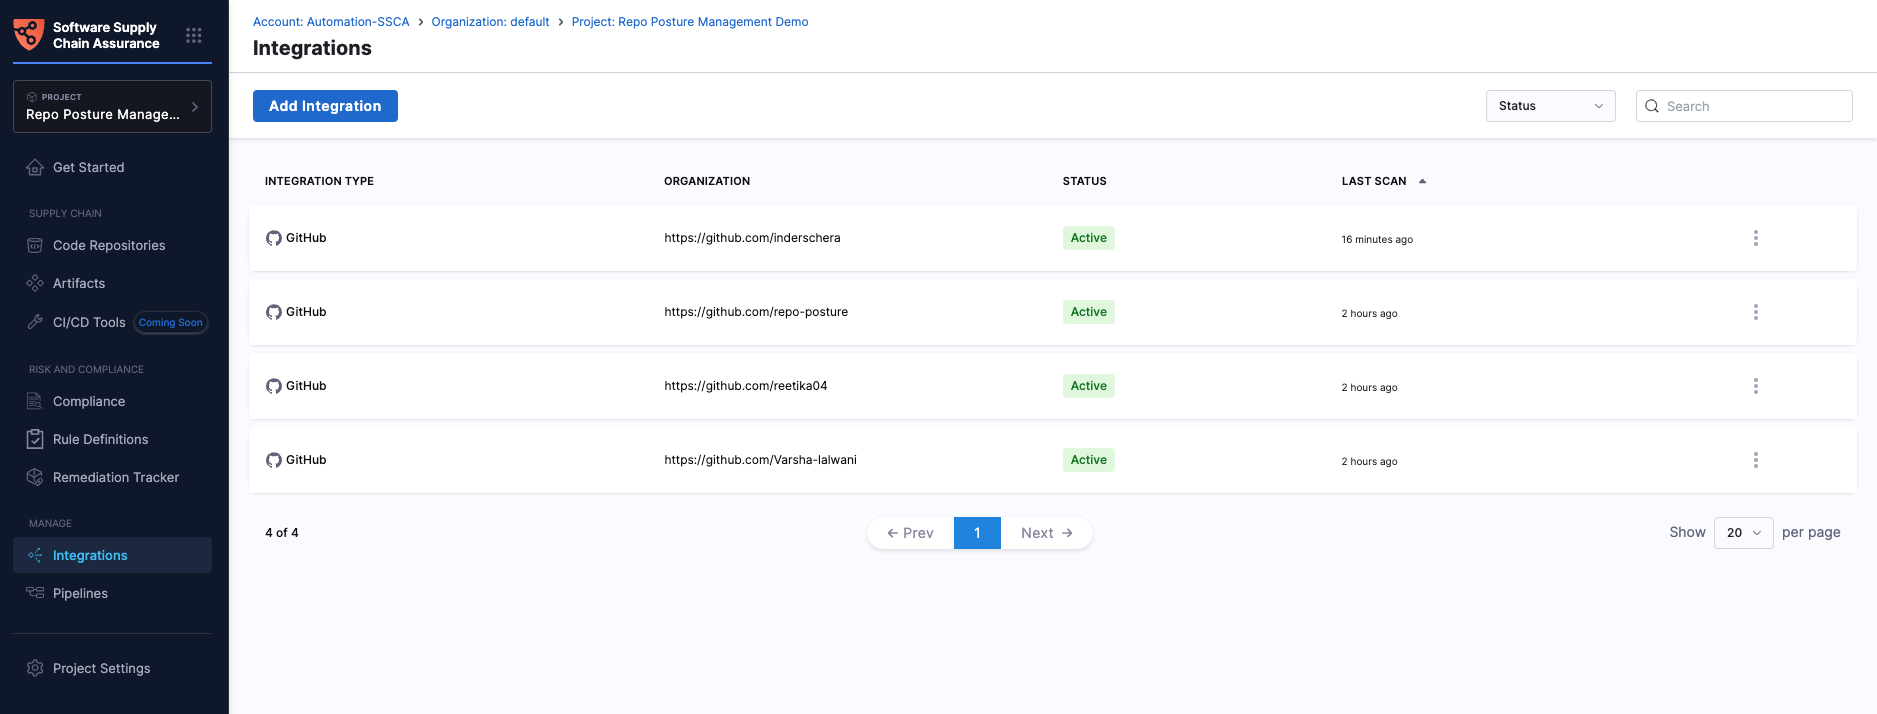 Software Supply
Chain Assurance
PROJECT
Repo Posture Manage...
Get Started
SUPPLY CHAIN
Code Repositories
Artifacts
CI/CD Tools Coming Soon
RISK AND COMPLIANCE
Compliance
Rule Definitions
Remediation Tracker
MANAGE
Integrations
Pipelines
Project Settings
Account: Automation-SSCA > Organization: default > Project: Repo Posture Management Demo
Integrations
Add Integration
Status
Search
INTEGRATION TYPE ORGANIZATION STATUS LAST SCAN
GitHub https://github.com/inderschera Active 16 minutes ago
GitHub https://github.com/repo-posture Active 2 hours ago
GitHub https://github.com/reetika04 Active 2 hours ago
GitHub https://github.com/Varsha-lalwani Active 2 hours ago
4 of 4 ← Prev 1 Next → Show 20 per page